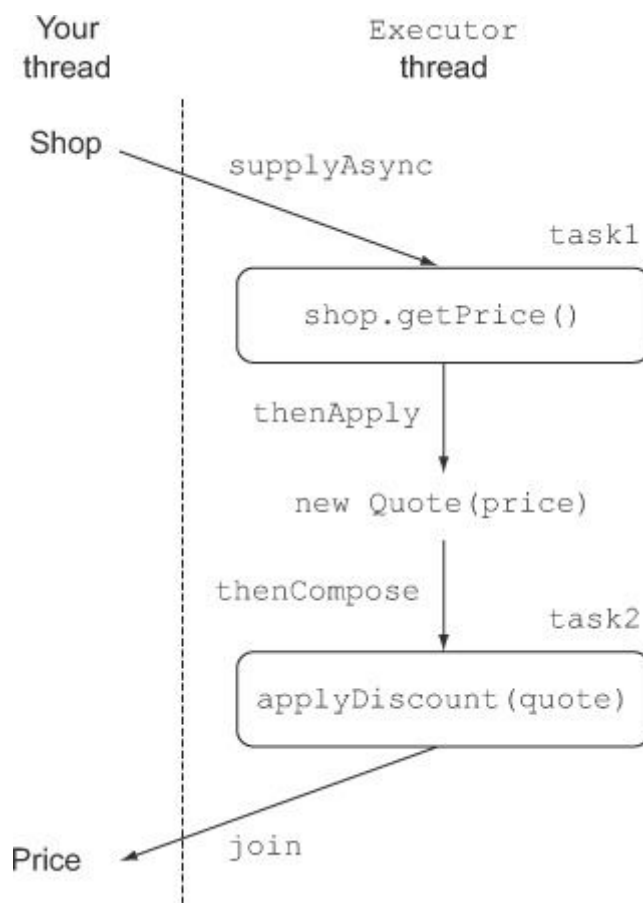 Your
thread
Executor
thread
Shop
supplyAsync
task1
shop.getPrice()
thenApply
new Quote(price)
thenCompose
task2
applyDiscount(quote)
join
Price